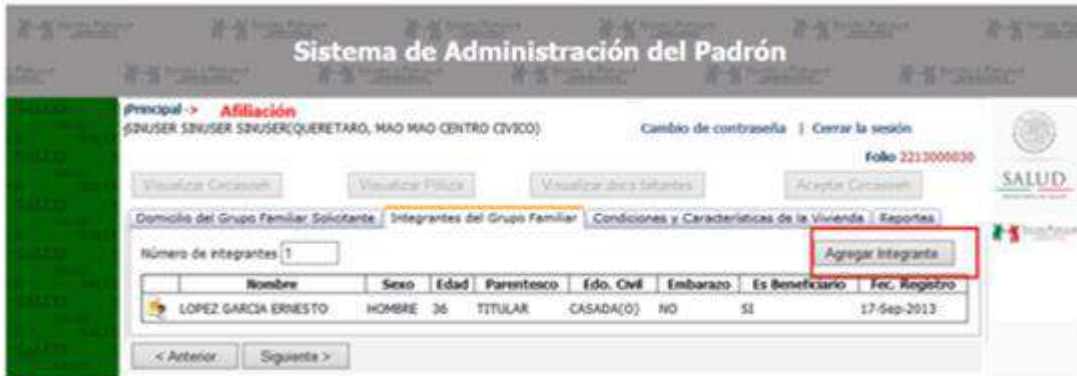 Sistema de Administración del Padrón
Principal -> Afiliación
SINUSER SINUSER SINUSER(QUERETARO, MAO MAO CENTRO CIVICO) Cambio de contraseña | Cerrar la sesión
Folio 2213000030
Visualizar Cecasoeh Visualizar Póliza Visualizar docs faltantes Aceptar Cecasoeh
Domicilio del Grupo Familiar Solicitante Integrantes del Grupo Familiar Condiciones y Características de la Vivienda Reportes
SALUD
Número de integrantes 1 Agregar Integrante
Nombre Sexo Edad Parentesco Edo. Civil Embarazo Es Beneficiario Fec. Registro
LOPEZ GARCIA ERNESTO HOMBRE 36 TITULAR CASADA(O) NO SI 17-Sep-2013
< Anterior Siguiente >